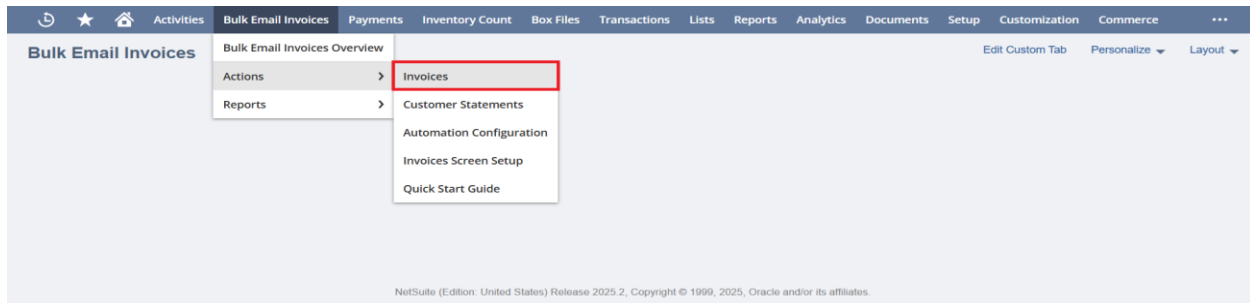 Activities Bulk Email Invoices Payments Inventory Count Box Files Transactions Lists Reports Analytics Documents Setup Customization Commerce ...
Bulk Email Invoices
Edit Custom Tab Personalize Layout
Bulk Email Invoices Overview
Actions
Reports
Invoices
Customer Statements
Automation Configuration
Invoices Screen Setup
Quick Start Guide
NetSuite (Edition: United States) Release 2025.2, Copyright © 1999, 2025, Oracle and/or its affiliates.